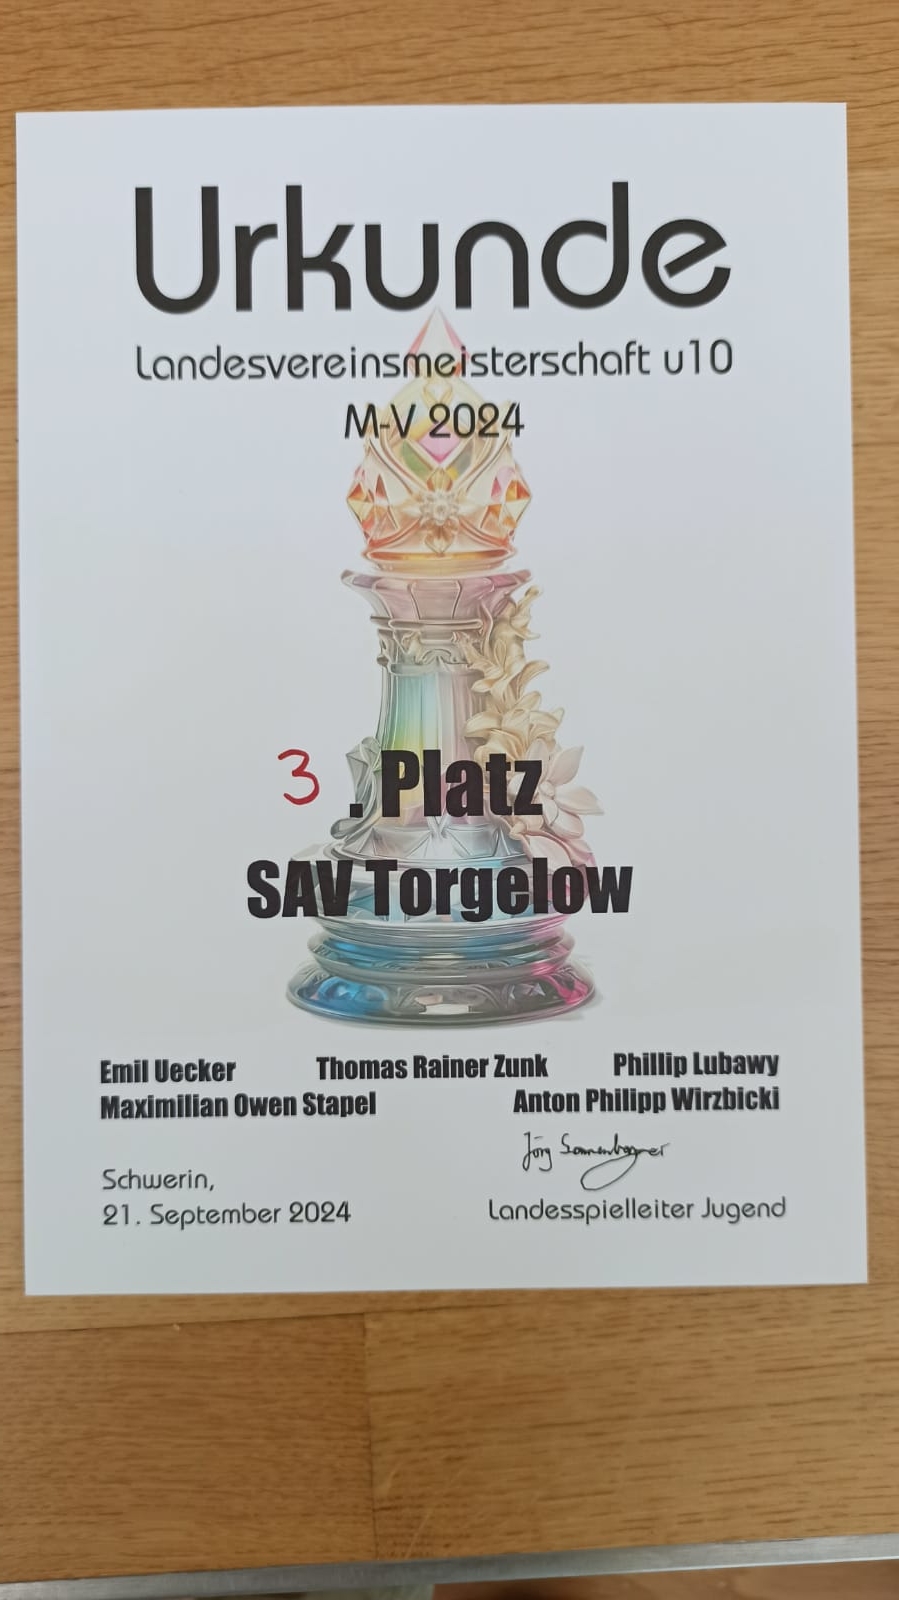 Urkunde
Landesvereinsmeisterschaft u10
M-V 2024
3 . Platz
SAV Torgelow
Emil Uecker Thomas Rainer Zunk Phillip Lubawy
Maximilian Owen Stapel Anton Philipp Wirzbicki
Jörg
Schwerin,
21. September 2024 Landesspielleiter Jugend